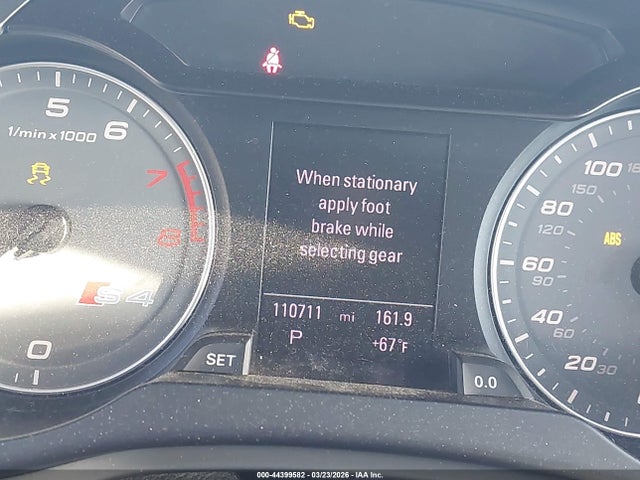 5
6
1/min x 1000
7
S4
0
SET
When stationary
apply foot
brake while
selecting gear
110711 mi 161.9
P +67°F
0.0
100
80
60
40
20
150
120
90
60
30
ABS
000-44399582 | 03/23/2026 | IAA Inc.